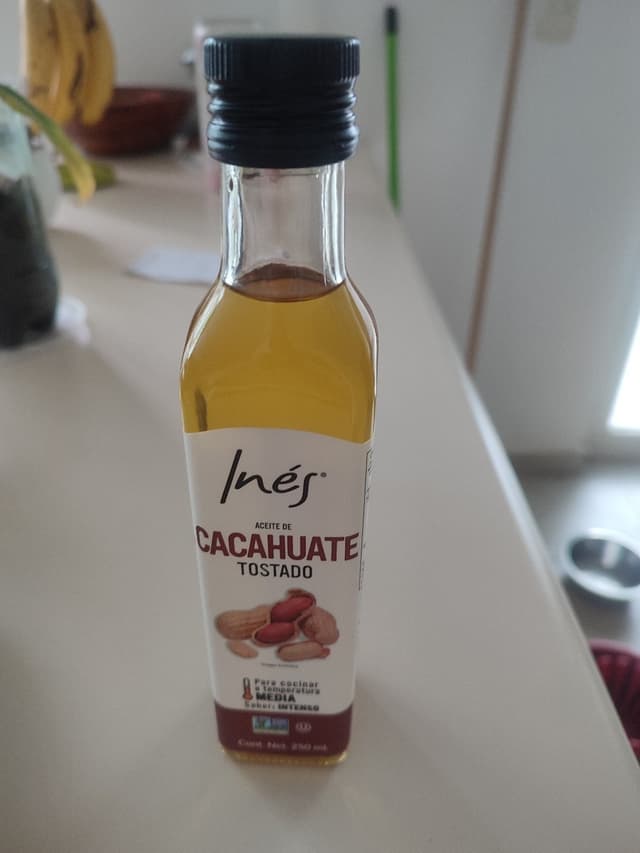 Inés®
ACEITE DE
CACAHUATE
TOSTADO
Para cocinar
a temperatura
MEDIA
Sabor: INTENSO
Cont. Net. 250 mL